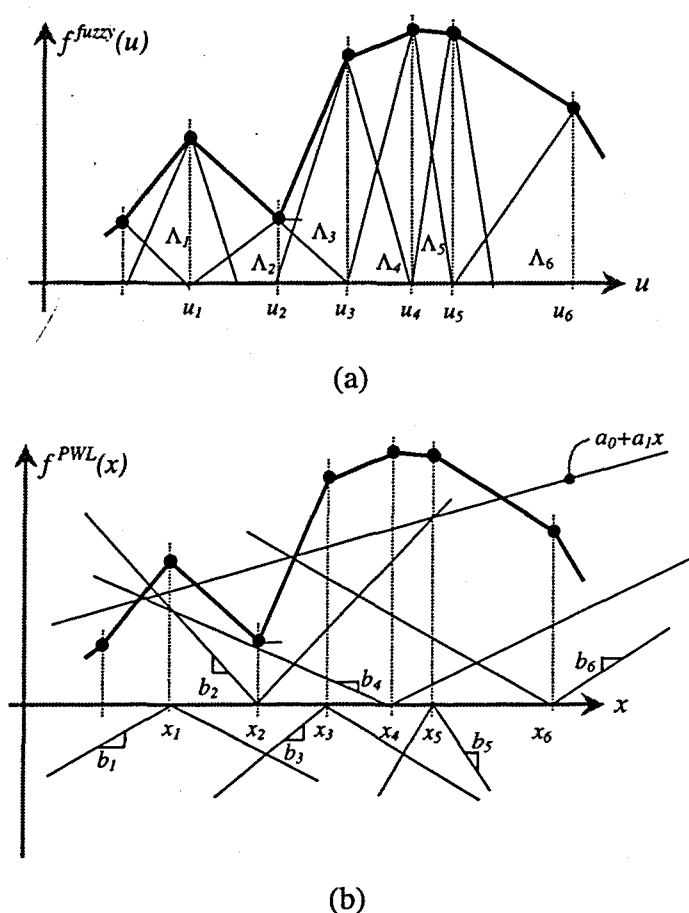 f^{fuzzy}(u)
Λ₁ Λ₂ Λ₃ Λ₄ Λ₅ Λ₆
u₁ u₂ u₃ u₄ u₅ u₆ u
(a)
f^{PWL}(x)
a₀+a₁x
b₂ b₄ b₆
x₁ x₂ x₃ x₄ x₅ x₆ x
b₁ b₃ b₅
(b)